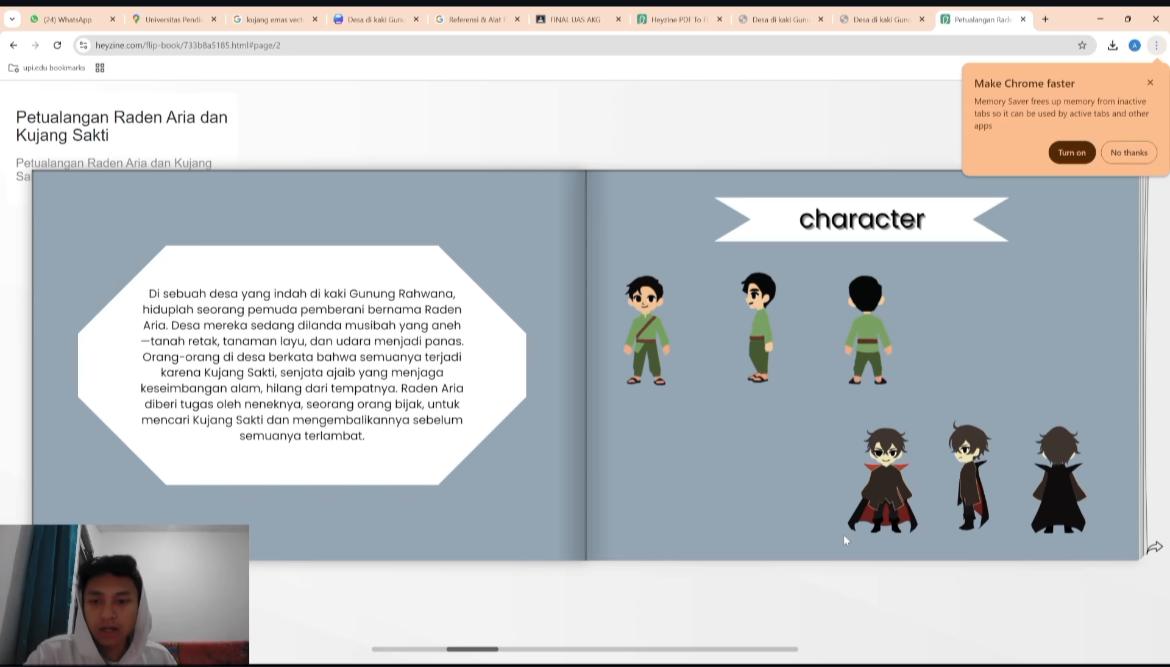 (24) WhatsApp
Universitas Pendi
kujang emas vect
Desa di kaki Gunu
Referensi & Alat I
FINAL UAS AKG
Heyzine PDF To Fl
Desa di kaki Gunu
Desa di kaki Gunu
Petualangan Rade
heyzine.com/flip-book/733b8a5185.html#page/2
upi.edu bookmarks
Make Chrome faster
Memory Saver frees up memory from inactive
tabs so it can be used by active tabs and other
apps
Turn on
No thanks
Petualangan Raden Aria dan
Kujang Sakti
Petualangan Raden Aria dan Kujang
Sa
Di sebuah desa yang indah di kaki Gunung Rahwana,
hiduplah seorang pemuda pemberani bernama Raden
Aria. Desa mereka sedang dilanda musibah yang aneh
—tanah retak, tanaman layu, dan udara menjadi panas.
Orang-orang di desa berkata bahwa semuanya terjadi
karena Kujang Sakti, senjata ajaib yang menjaga
keseimbangan alam, hilang dari tempatnya. Raden Aria
diberi tugas oleh neneknya, seorang orang bijak, untuk
mencari Kujang Sakti dan mengembalikannya sebelum
semuanya terlambat.
character